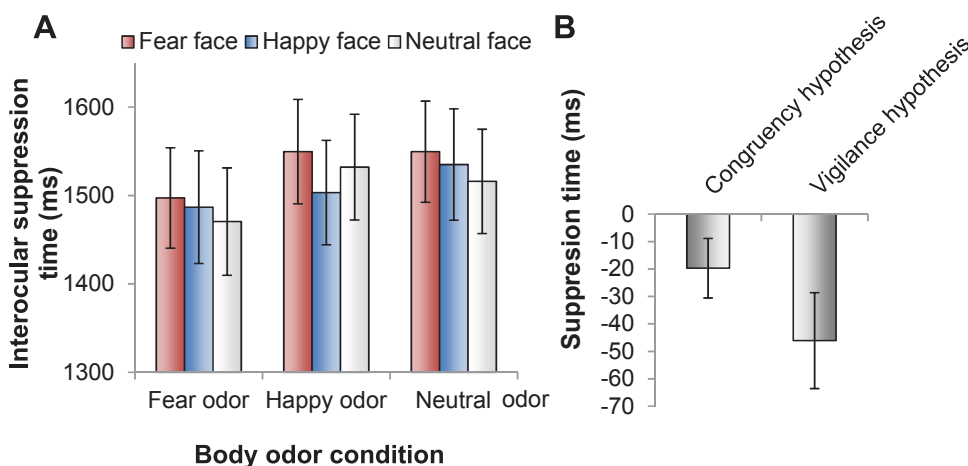 A
Fear face Happy face Neutral face
Interocular suppression
time (ms)
1600
1500
1400
1300
Fear odor Happy odor Neutral odor
Body odor condition
B
Congruency hypothesis
Vigilance hypothesis
Suppresion time (ms)
0
-10
-20
-30
-40
-50
-60
-70